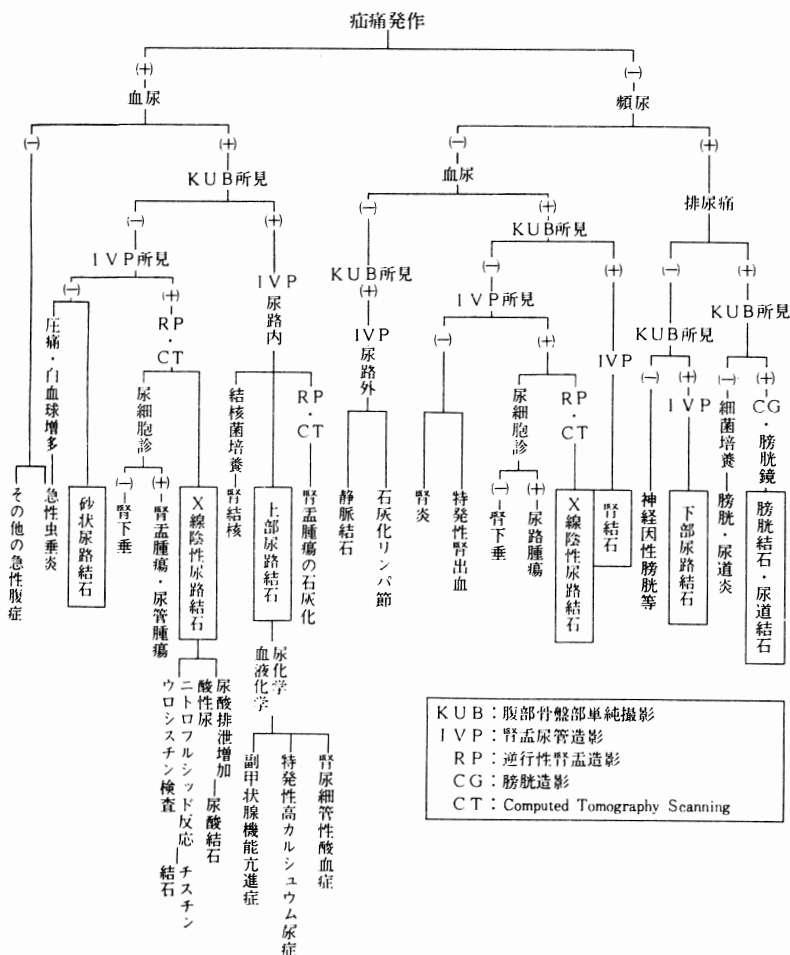 疝痛発作
(+)
(−)
血尿
頻尿
(−)
(+)
(−)
(+)
KUB所見
血尿
排尿痛
(−)
(+)
(−)
(+)
(−)
(+)
IVP所見
IVP
尿路内
KUB所見
(+)
IVP
尿路外
KUB所見
(−)
(+)
KUB所見
KUB所見
(−)
(+)
IVP所見
IVP
(−)
(+)
(−)
(+)
圧痛・白血球増多
RP・CT
(−)
(+)
IVP
細菌培養
CG・膀胱鏡
尿細胞診
結核菌培養
RP・CT
尿細胞診
RP・CT
(−)
(+)
(−)
(+)
その他の急性腹症
急性虫垂炎
砂状尿路結石
腎下垂
腎盂腫瘍・尿管腫瘍
X線陰性尿路結石
腎結核
上部尿路結石
腎盂腫瘍の石灰化
静脈結石
石灰化リンパ節
腎炎
特発性腎出血
腎下垂
尿路腫瘍
X線陰性尿路結石
腎結石
神経因性膀胱等
下部尿路結石
膀胱・尿道炎
膀胱結石・尿道結石
尿化学
血液化学
尿酸排泄増加
酸性尿
尿酸結石
ニトロプルシッド反応
ウロシスチン検査
チスチン
結石
副甲状腺機能亢進症
特発性高カルシュウム尿症
腎尿細管性酸血症
KUB：腹部骨盤部単純撮影
IVP：腎盂尿管造影
RP：逆行性腎盂造影
CG：膀胱造影
CT：Computed Tomography Scanning